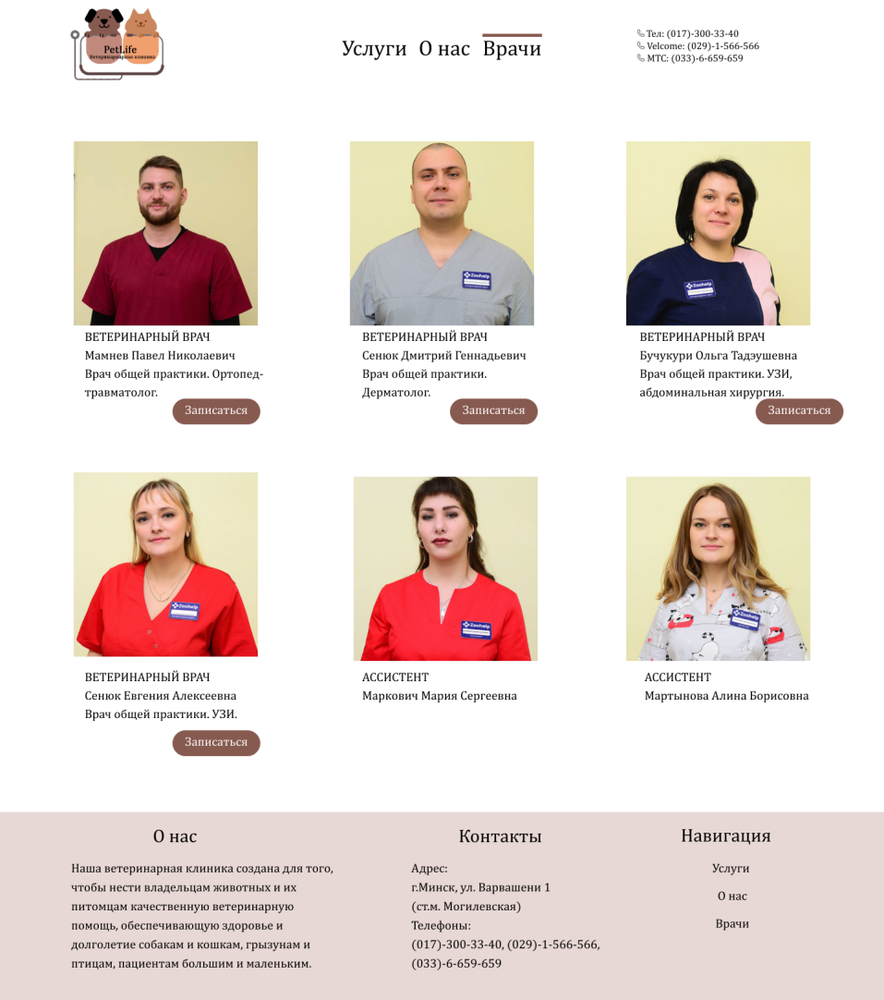 PetLife
Ветеринарная клиника
Услуги О нас Врачи
Тел: (017)-300-33-40
Velcome: (029)-1-566-566
МТС: (033)-6-659-659
Zoohelp
Zoohelp
ВЕТЕРИНАРНЫЙ ВРАЧ
Мамнев Павел Николаевич
Врач общей практики. Ортопед-
травматолог.
Записаться
ВЕТЕРИНАРНЫЙ ВРАЧ
Сенюк Дмитрий Геннадьевич
Врач общей практики.
Дерматолог.
Записаться
ВЕТЕРИНАРНЫЙ ВРАЧ
Бучукури Ольга Тадэушевна
Врач общей практики. УЗИ,
абдоминальная хирургия.
Записаться
Zoohelp
Zoohelp
Zoohelp
ВЕТЕРИНАРНЫЙ ВРАЧ
Сенюк Евгения Алексеевна
Врач общей практики. УЗИ.
Записаться
АССИСТЕНТ
Маркович Мария Сергеевна
АССИСТЕНТ
Мартынова Алина Борисовна
О нас
Наша ветеринарная клиника создана для того,
чтобы нести владельцам животных и их
питомцам качественную ветеринарную
помощь, обеспечивающую здоровье и
долголетие собакам и кошкам, грызунам и
птицам, пациентам большим и маленьким.
Контакты
Адрес:
г.Минск, ул. Варвашени 1
(ст.м. Могилевская)
Телефоны:
(017)-300-33-40, (029)-1-566-566,
(033)-6-659-659
Навигация
Услуги
О нас
Врачи